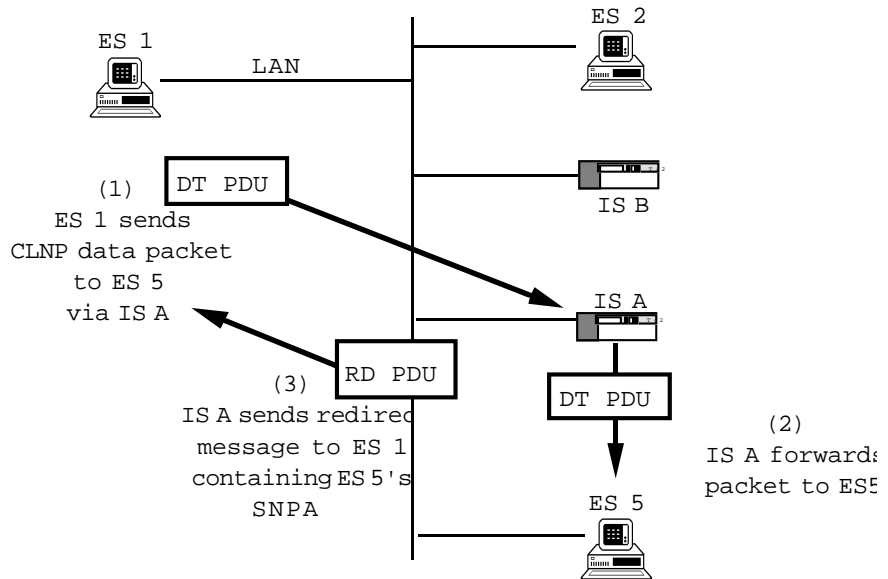 ES 1
ES 2
LAN
(1)
ES 1 sends
CLNP data packet
to ES 5
via IS A
DT PDU
IS B
IS A
RD PDU
(3)
IS A sends redirec
message to ES 1
containing ES 5's
SNPA
DT PDU
(2)
IS A forwards
packet to ES5
ES 5